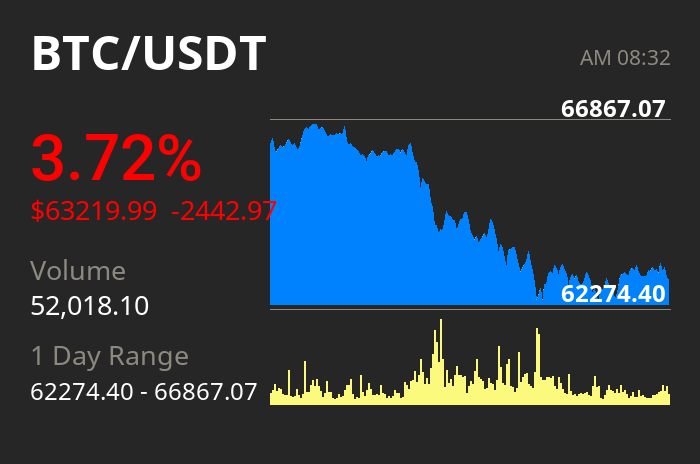 BTC/USDT
AM 08:32
66867.07
3.72%
$63219.99 -2442.97
Volume
52,018.10
62274.40
1 Day Range
62274.40 - 66867.07